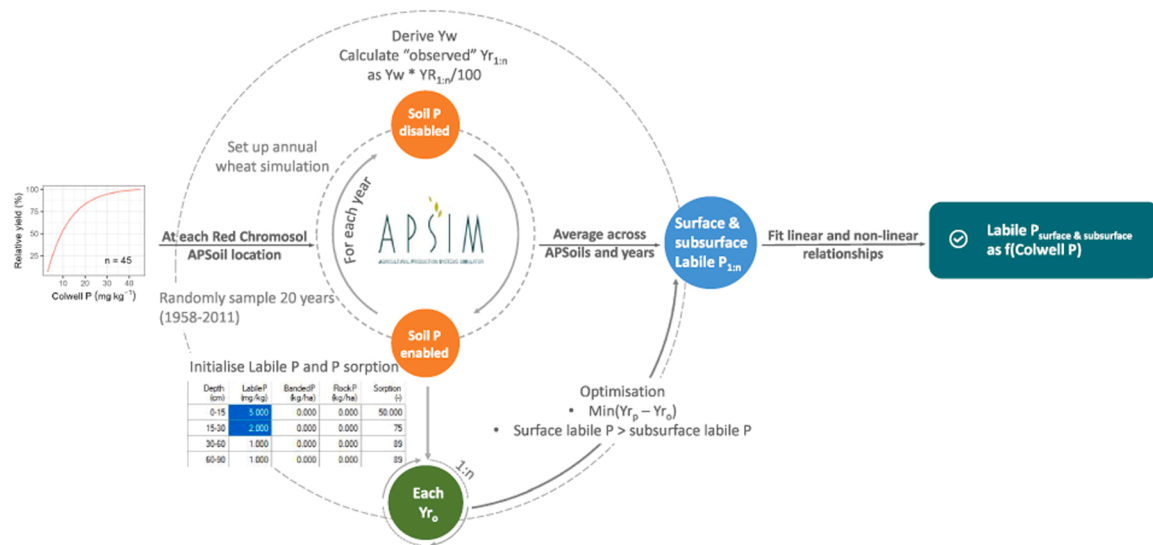 Derive Yw
Calculate “observed” Yr1:n
as Yw * YR1:n/100
Soil P
disabled
Set up annual
wheat simulation
For each year
APSIM
AGRICULTURAL PRODUCTION SYSTEMS SIMULATOR
Relative yield (%)
100
75
50
25
n = 45
10 20 30 40
Colwell P (mg kg−1)
At each Red Chromosol
APSoil location
Randomly sample 20 years
(1958-2011)
Average across
APSoils and years
Surface &
subsurface
Labile P1:n
Fit linear and non-linear
relationships
Labile Psurface & subsurface
as f(Colwell P)
Soil P
enabled
Initialise Labile P and P sorption
Depth LabileP BandedP RockP Sorption
(cm) (mg/kg) (kg/ha) (kg/ha) (-)
0-15 5.000 0.000 0.000 50.000
15-30 2.000 0.000 0.000 75
30-60 1.000 0.000 0.000 89
60-90 1.000 0.000 0.000 89
Optimisation
• Min(Yrp – Yro)
• Surface labile P > subsurface labile P
1:n
Each
Yro